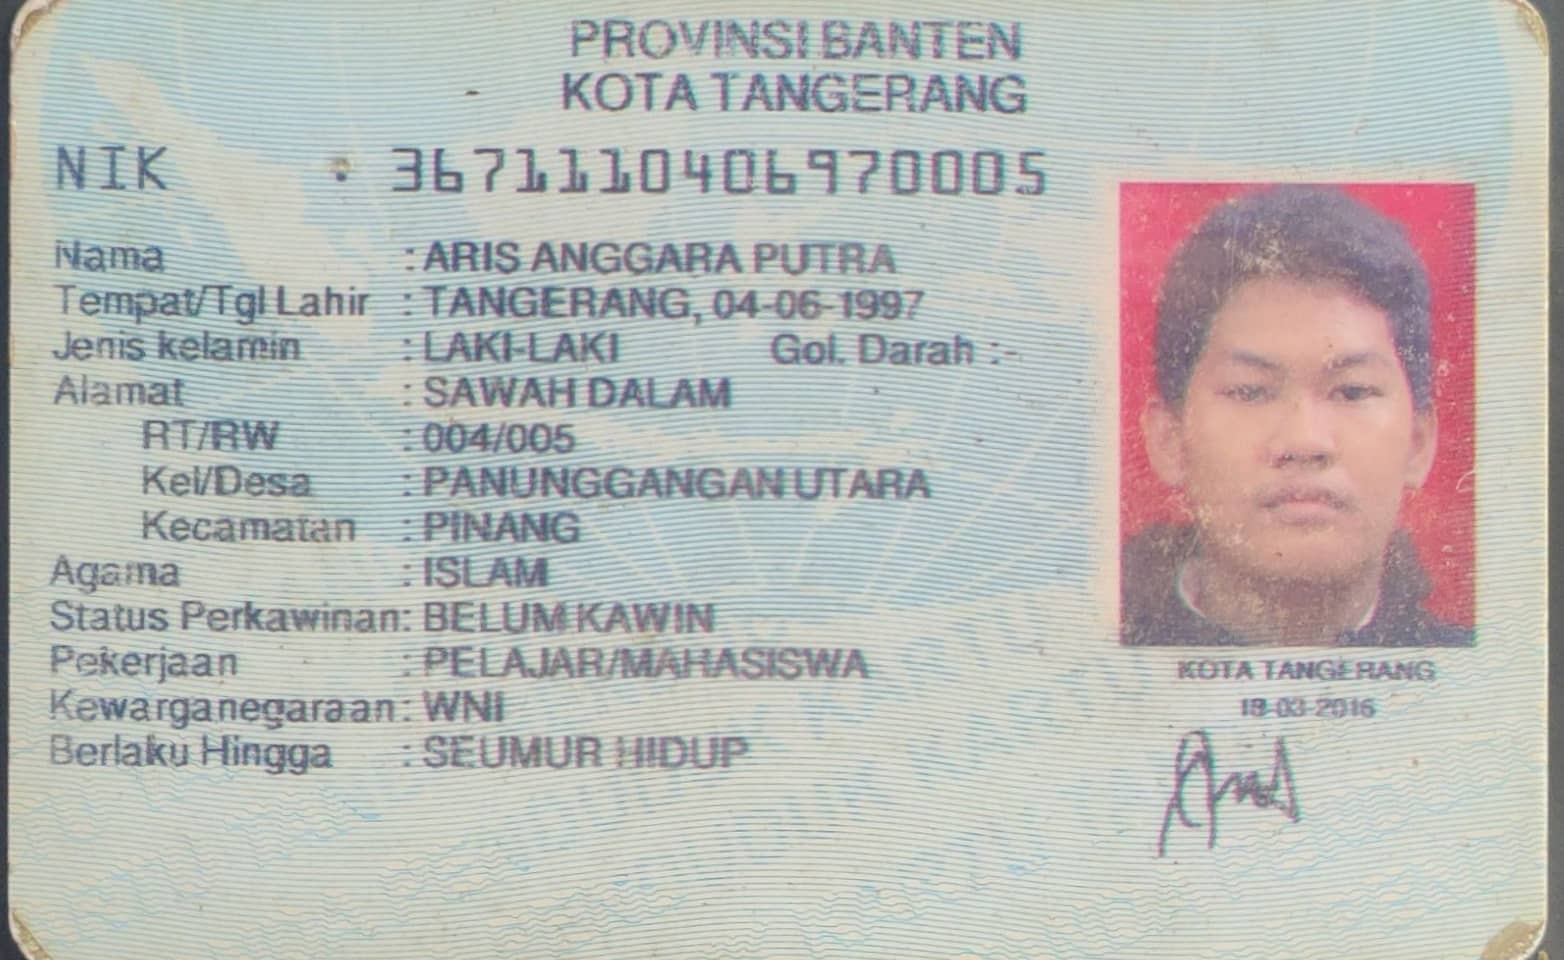 PROVINSI BANTEN
KOTA TANGERANG
NIK : 3671110406970005
Nama : ARIS ANGGARA PUTRA
Tempat/Tgl Lahir : TANGERANG, 04-06-1997
Jenis kelamin : LAKI-LAKI Gol. Darah :-
Alamat : SAWAH DALAM
RT/RW : 004/005
Kel/Desa : PANUNGGANGAN UTARA
Kecamatan : PINANG
Agama : ISLAM
Status Perkawinan: BELUM KAWIN
Pekerjaan : PELAJAR/MAHASISWA
Kewarganegaraan: WNI
Berlaku Hingga : SEUMUR HIDUP
KOTA TANGERANG
18-03-2016